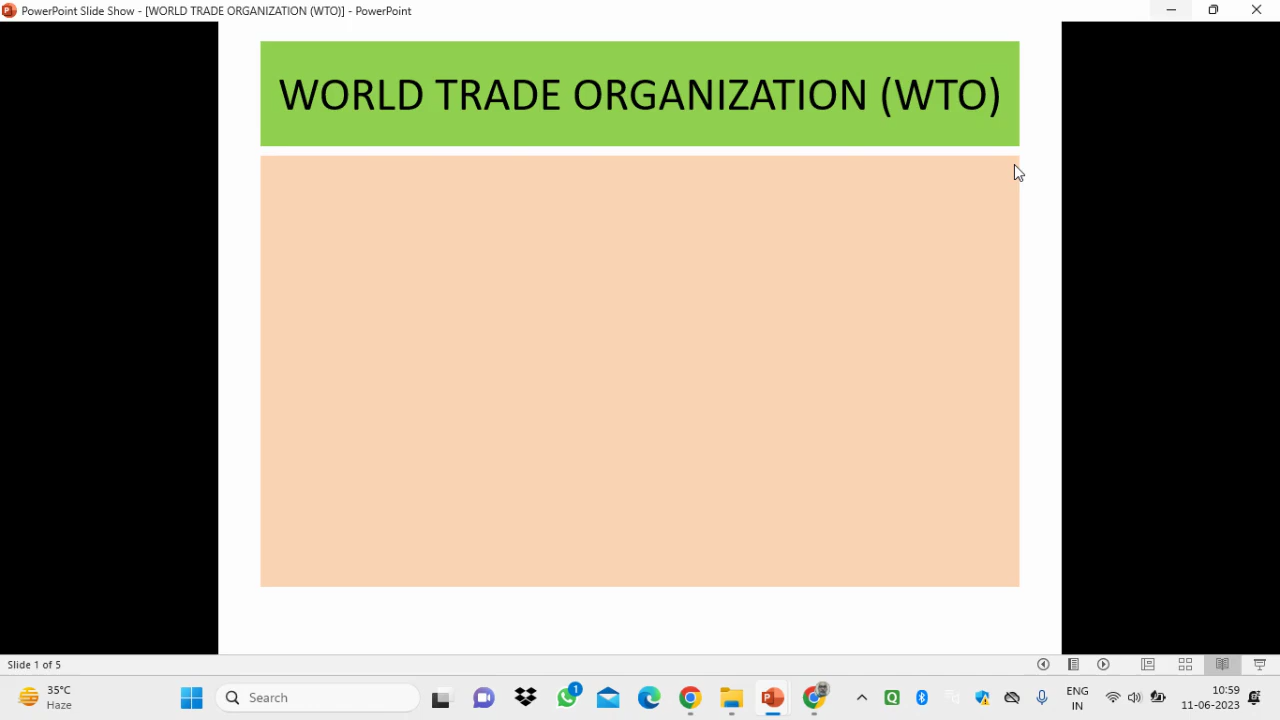 PowerPoint Slide Show - [WORLD TRADE ORGANIZATION (WTO)] - PowerPoint
WORLD TRADE ORGANIZATION (WTO)
Slide 1 of 5
35°C
Haze
Search
1
ENG
IN
10:59
11-06-2023